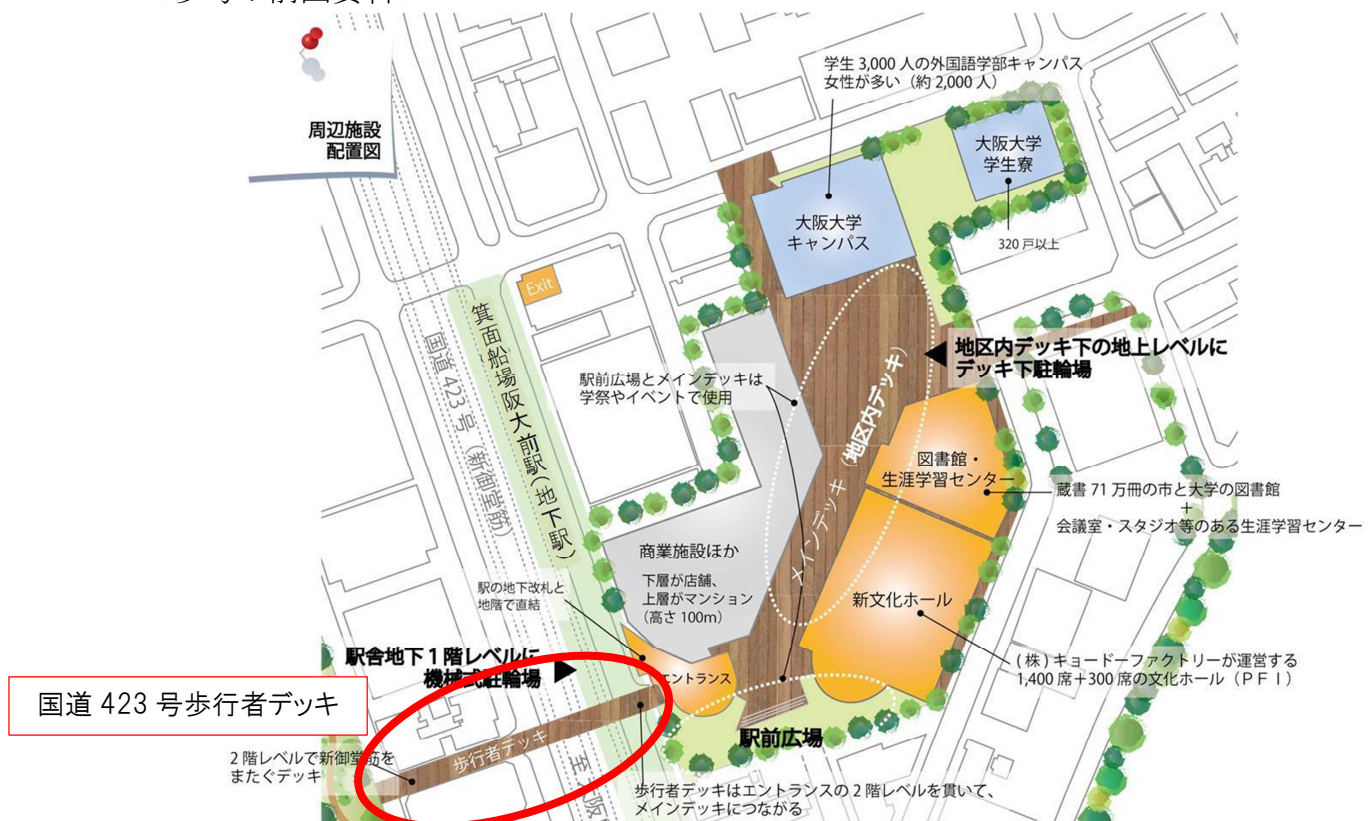 周辺施設
配置図
学生 3,000 人の外国語学部キャンパス
女性が多い（約 2,000 人）
大阪大学
学生寮
320 戸以上
大阪大学
キャンパス
Exit
箕面船場阪大前駅（地下駅）
国道 423 号（新御堂筋）
駅前広場とメインデッキは
学祭やイベントで使用
メインデッキ（地区内デッキ）
地区内デッキ下の地上レベルに
デッキ下駐輪場
図書館・
生涯学習センター
蔵書 71 万冊の市と大学の図書館
+
会議室・スタジオ等のある生涯学習センター
商業施設ほか
下層が店舗、
上層がマンション
（高さ 100m）
新文化ホール
(株) キョードーファクトリーが運営する
1,400 席＋300 席の文化ホール（ＰＦＩ）
駅の地下改札と
地階で直結
駅舎地下１階レベルに
機械式駐輪場
エントランス
国道 423 号歩行者デッキ
2 階レベルで新御堂筋を
またぐデッキ
歩行者デッキ
駅前広場
歩行者デッキはエントランスの 2 階レベルを貫いて、
メインデッキにつながる